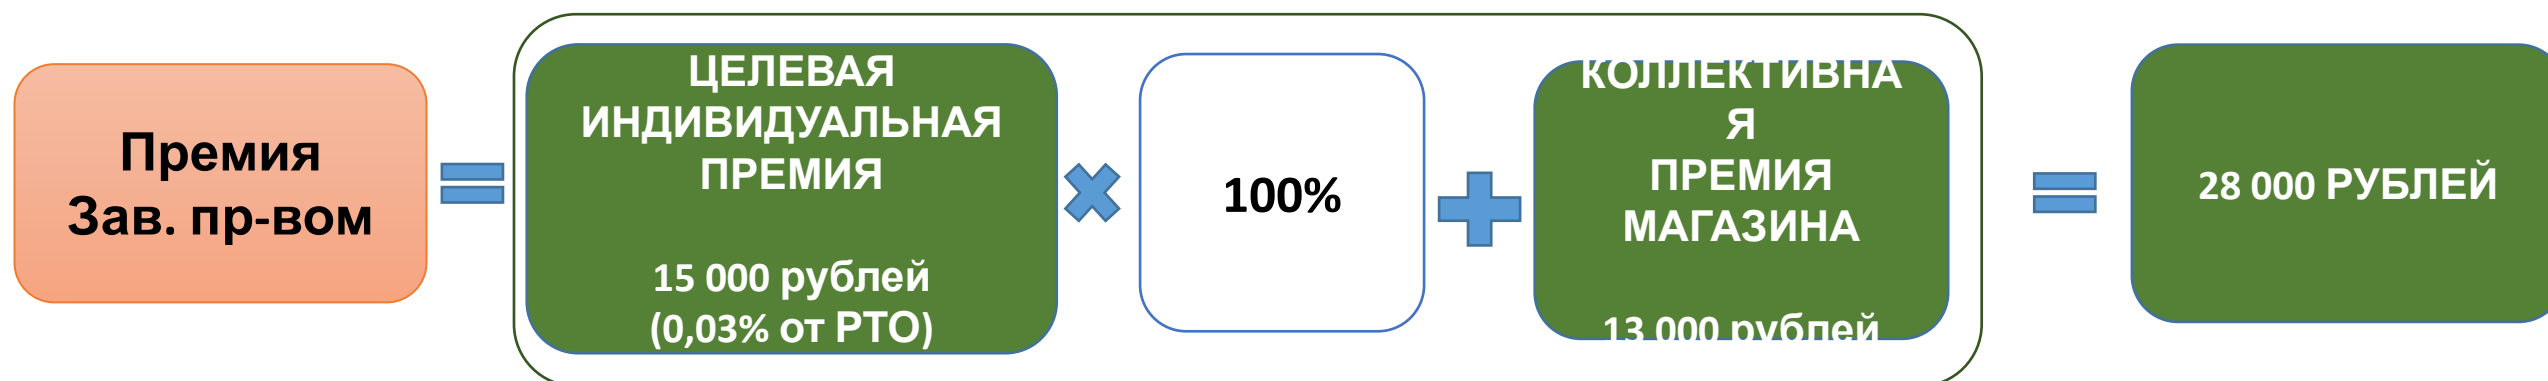 Премия
Зав. пр-вом
ЦЕЛЕВАЯ
ИНДИВИДУАЛЬНАЯ
ПРЕМИЯ
15 000 рублей
(0,03% от РТО)
100%
КОЛЛЕКТИВНА
Я
ПРЕМИЯ
МАГАЗИНА
13 000 рублей
28 000 РУБЛЕЙ